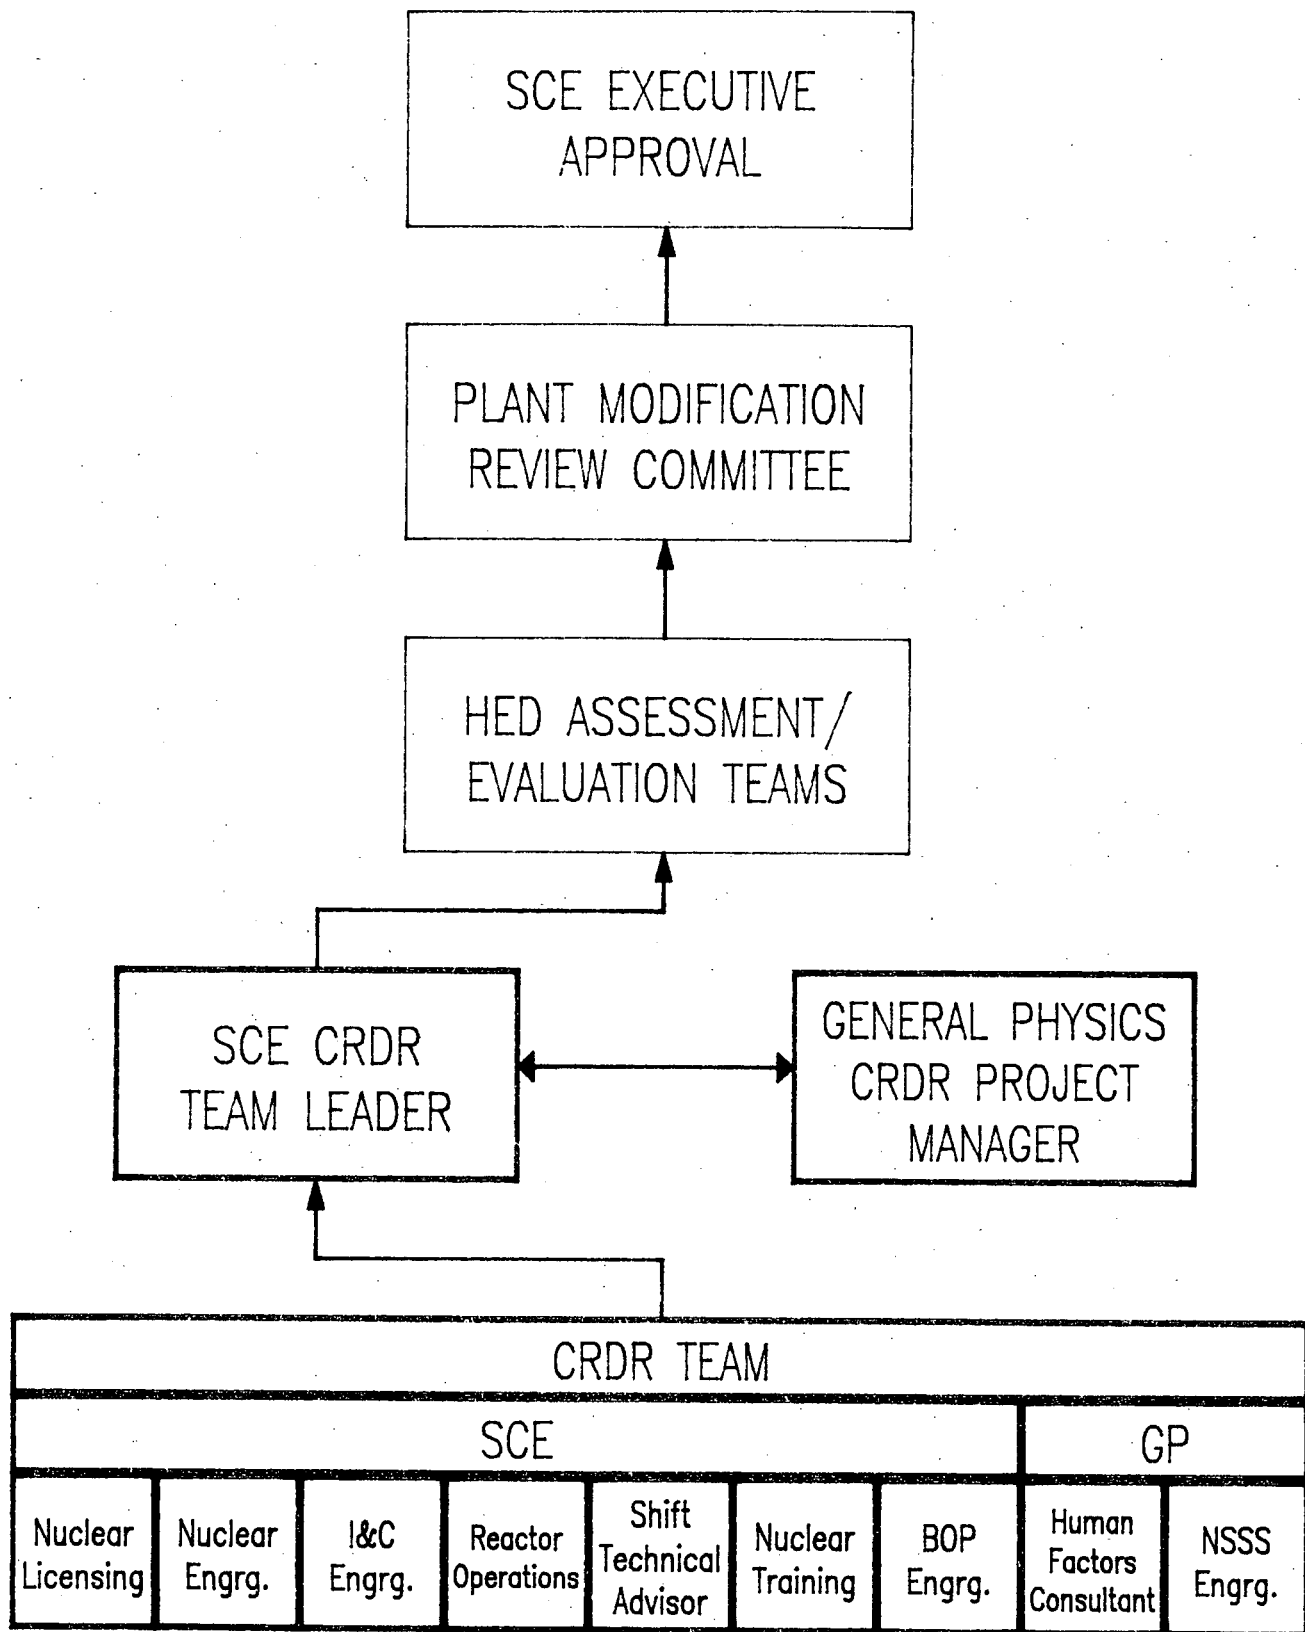 SCE EXECUTIVE
APPROVAL
PLANT MODIFICATION
REVIEW COMMITTEE
HED ASSESSMENT/
EVALUATION TEAMS
SCE CRDR
TEAM LEADER
GENERAL PHYSICS
CRDR PROJECT
MANAGER
CRDR TEAM
SCE
GP
Nuclear
Licensing
Nuclear
Engrg.
I&C
Engrg.
Reactor
Operations
Shift
Technical
Advisor
Nuclear
Training
BOP
Engrg.
Human
Factors
Consultant
NSSS
Engrg.